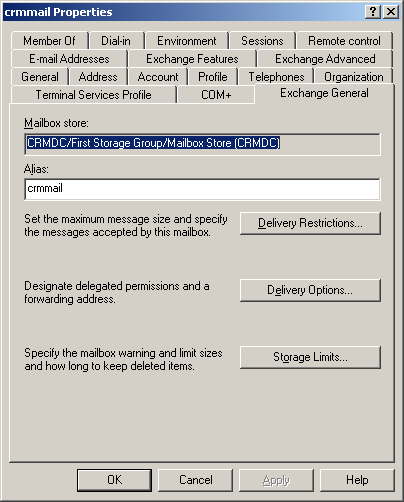 crmmail Properties
Member Of Dial-in Environment Sessions Remote control
E-mail Addresses Exchange Features Exchange Advanced
General Address Account Profile Telephones Organization
Terminal Services Profile COM+ Exchange General
Mailbox store:
CRMDC/First Storage Group/Mailbox Store (CRMDC)
Alias:
crmmail
Set the maximum message size and specify
the messages accepted by this mailbox.
Delivery Restrictions...
Designate delegated permissions and a
forwarding address.
Delivery Options...
Specify the mailbox warning and limit sizes
and how long to keep deleted items.
Storage Limits...
OK Cancel Apply Help